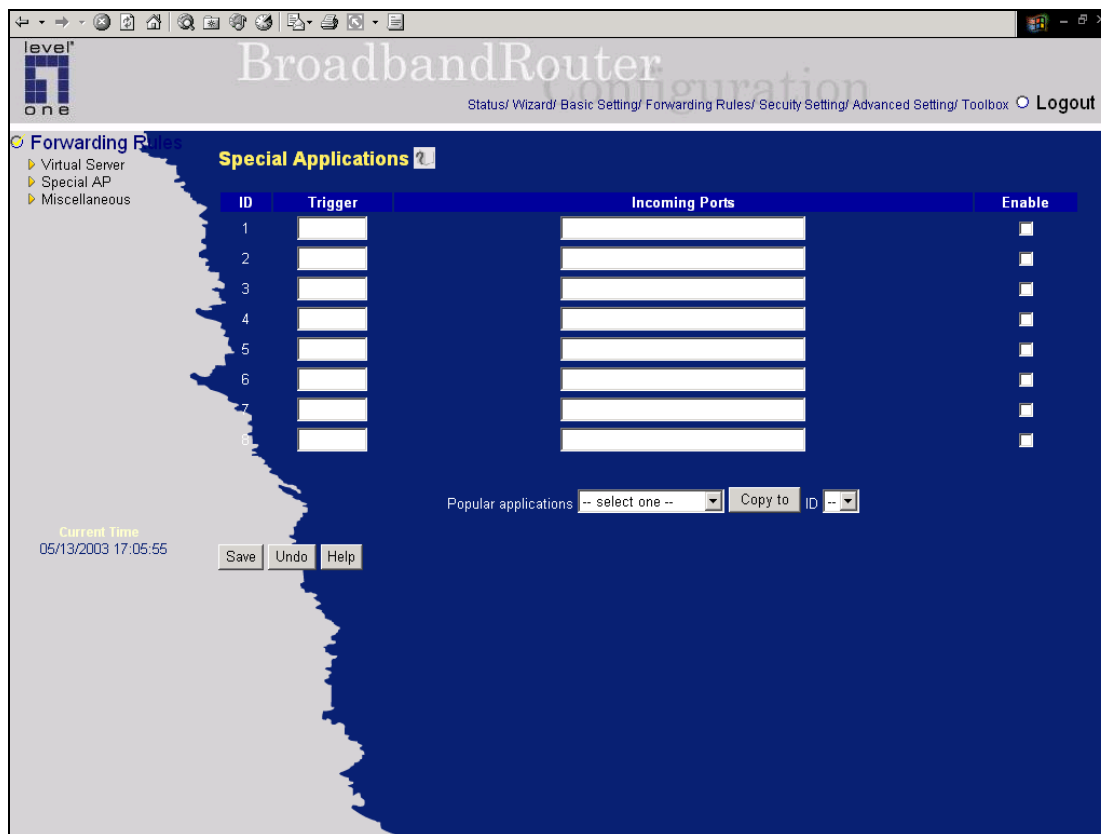 level
one
BroadbandRouter
Configuration
Status/ Wizard/ Basic Setting/ Forwarding Rules/ Secuity Setting/ Advanced Setting/ Toolbox Logout
Forwarding Rules
Virtual Server
Special AP
Miscellaneous
Special Applications
ID Trigger Incoming Ports Enable
1
2
3
4
5
6
7
8
Popular applications -- select one -- Copy to ID --
Current Time
05/13/2003 17:05:55
Save Undo Help